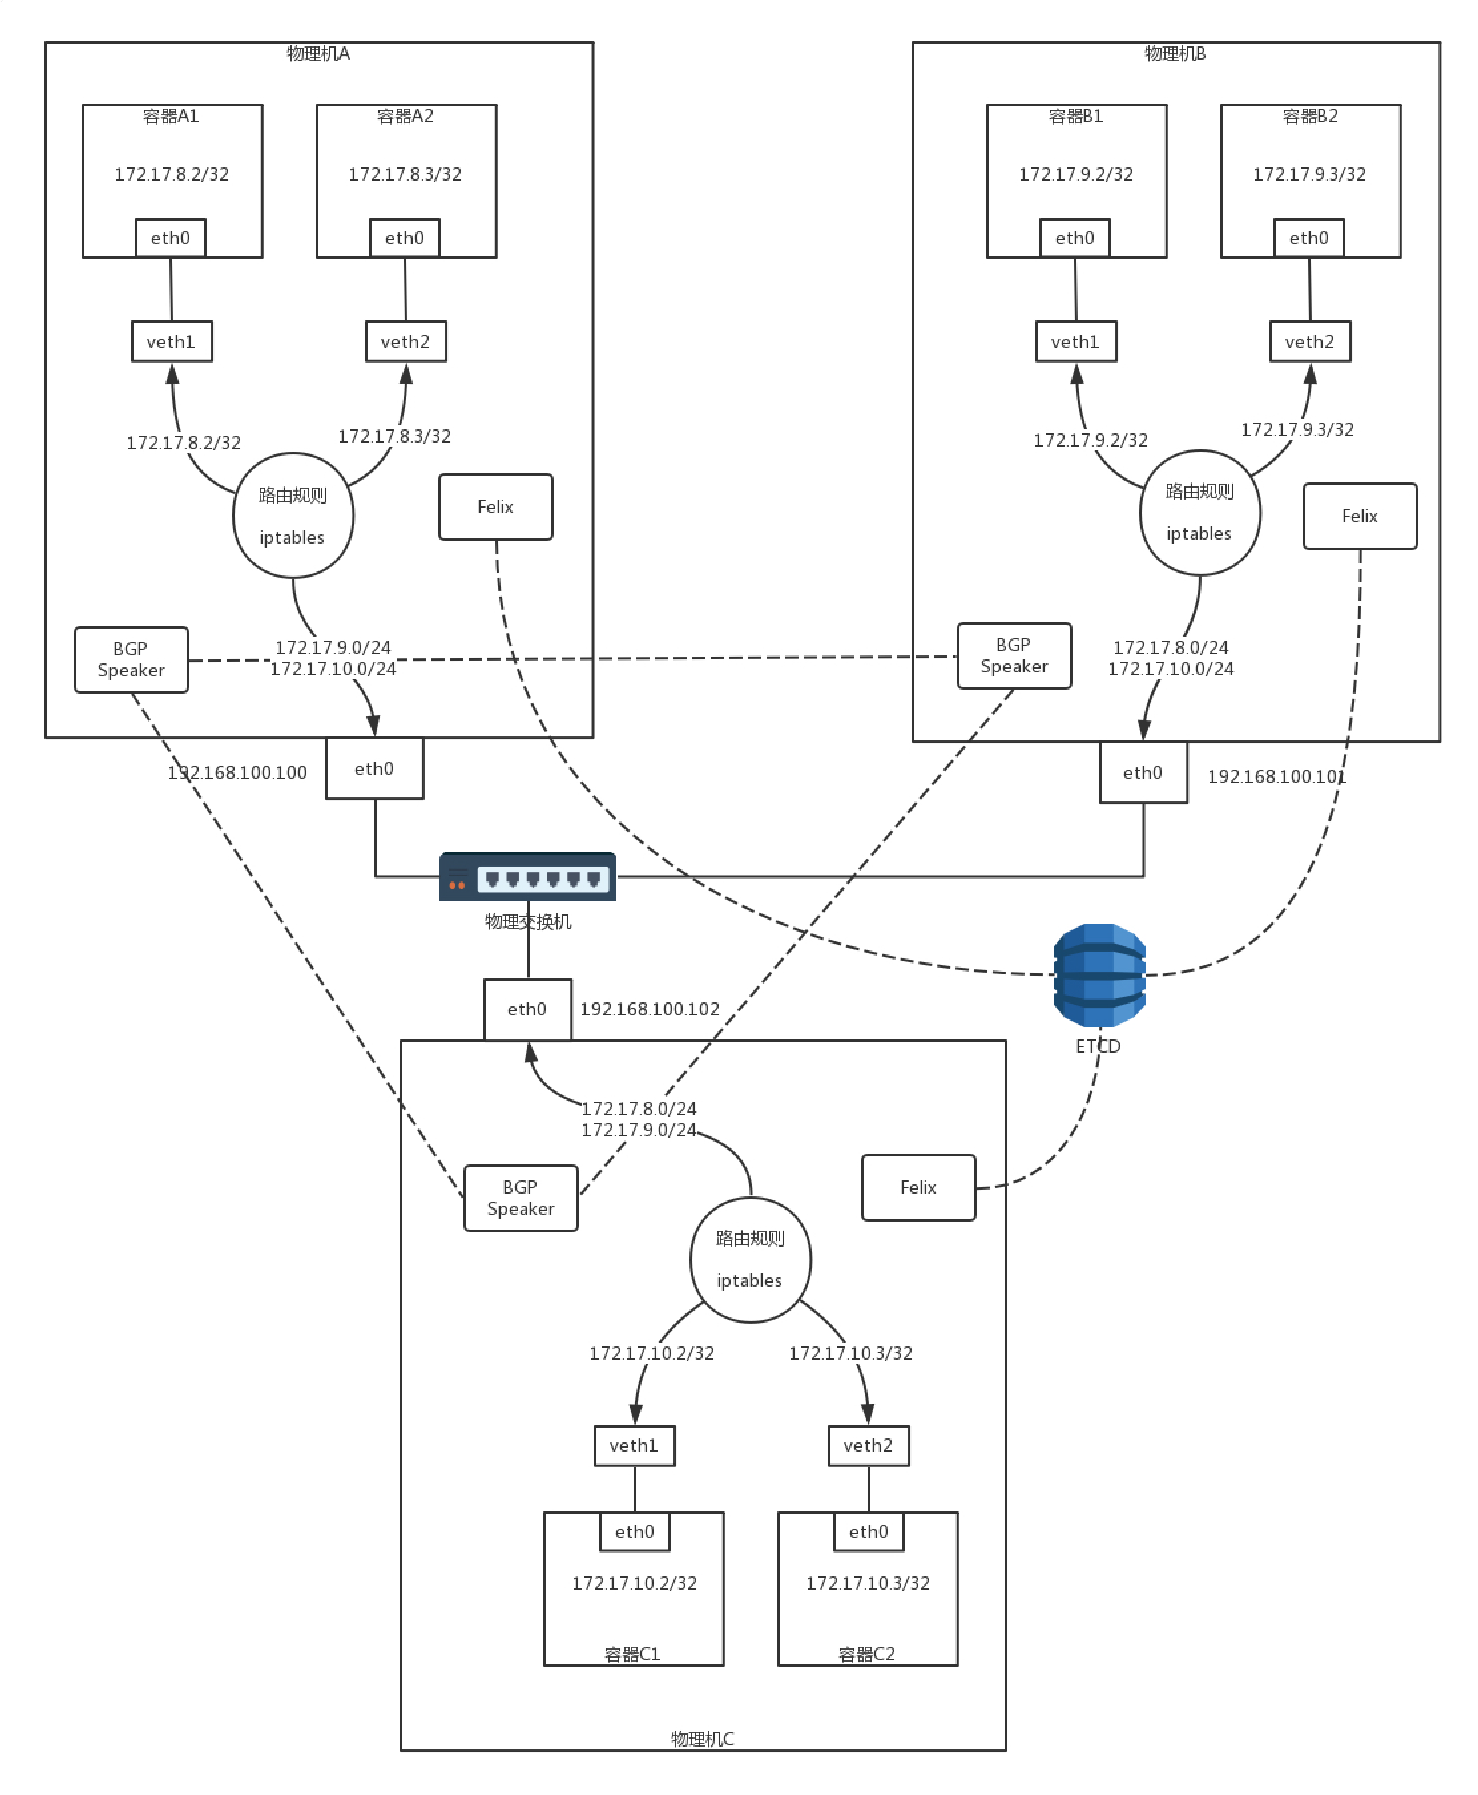 物理机A
容器A1
172.17.8.2/32
eth0
容器A2
172.17.8.3/32
eth0
veth1
veth2
172.17.8.2/32
172.17.8.3/32
路由规则
iptables
Felix
BGP
Speaker
172.17.9.0/24
172.17.10.0/24
eth0
192.168.100.100
物理机B
容器B1
172.17.9.2/32
eth0
容器B2
172.17.9.3/32
eth0
veth1
veth2
172.17.9.2/32
172.17.9.3/32
路由规则
iptables
Felix
BGP
Speaker
172.17.8.0/24
172.17.10.0/24
eth0
192.168.100.101
物理交换机
ETCD
eth0
192.168.100.102
172.17.8.0/24
172.17.9.0/24
BGP
Speaker
Felix
路由规则
iptables
172.17.10.2/32
172.17.10.3/32
veth1
veth2
eth0
172.17.10.2/32
容器C1
eth0
172.17.10.3/32
容器C2
物理机C